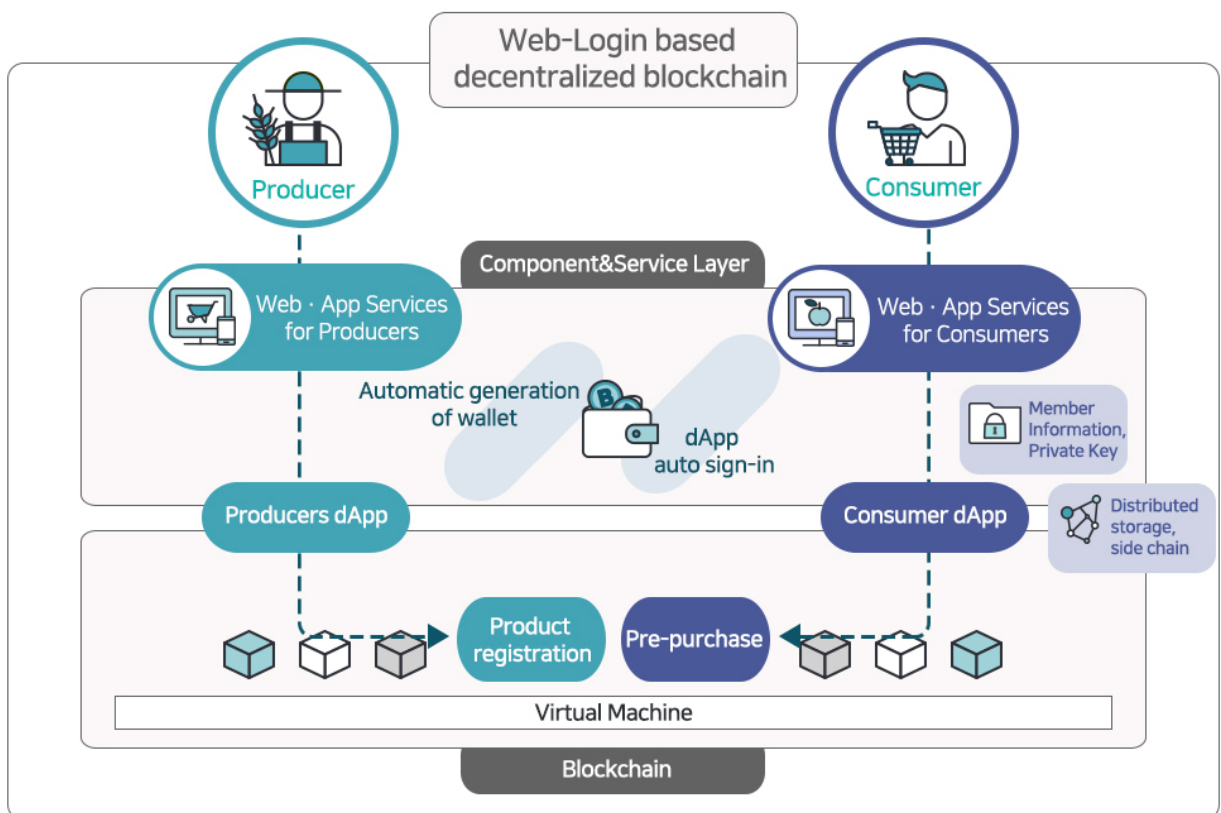 Web-Login based
decentralized blockchain
Producer
Consumer
Component&Service Layer
Web · App Services
for Producers
Web · App Services
for Consumers
Automatic generation
of wallet
B
dApp
auto sign-in
Member
Information,
Private Key
Producers dApp
Consumer dApp
Distributed
storage,
side chain
Product
registration
Pre-purchase
Virtual Machine
Blockchain